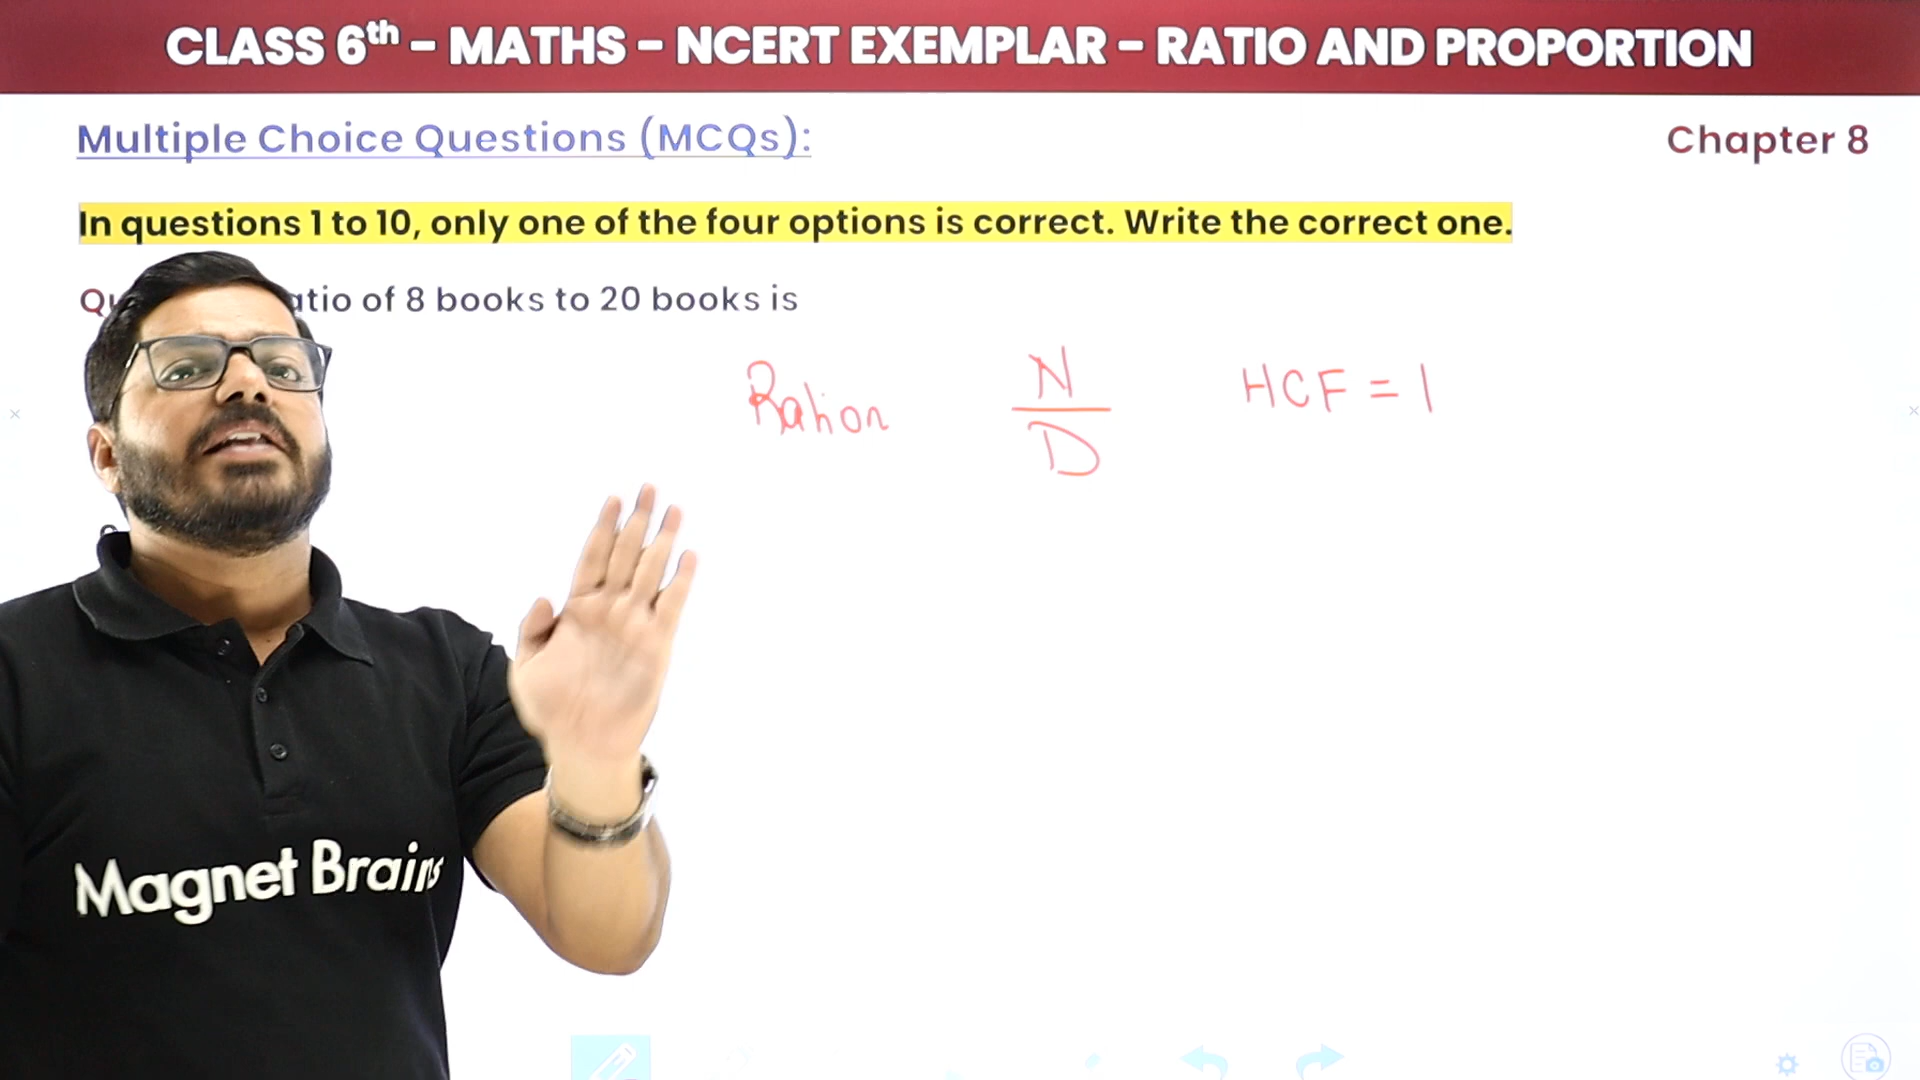 CLASS 6th – MATHS – NCERT EXEMPLAR – RATIO AND PROPORTION
Multiple Choice Questions (MCQs):
Chapter 8
In questions 1 to 10, only one of the four options is correct. Write the correct one.
of 8 books to 20 books is
Ration
N
D
HCF = 1
Magnet Brains